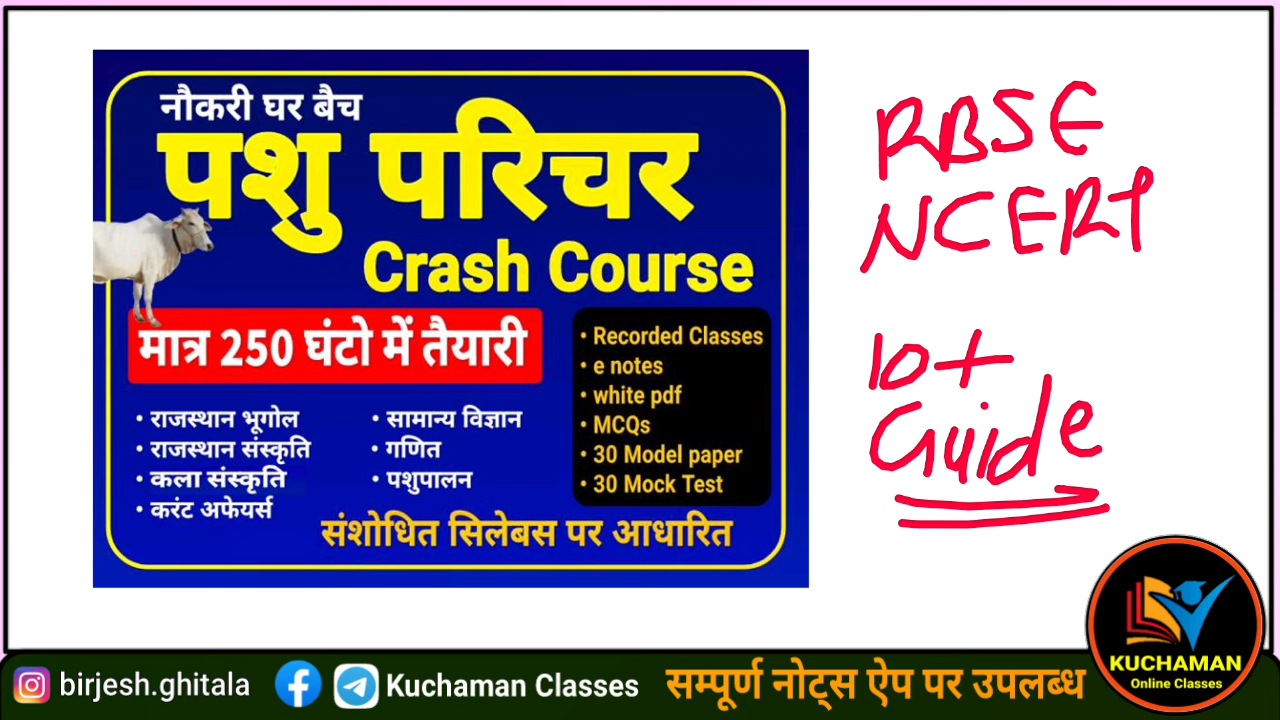 नौकरी घर बैच
पशु परिचर
Crash Course
मात्र 250 घंटो में तैयारी
• राजस्थान भूगोल
• राजस्थान संस्कृति
• कला संस्कृति
• करंट अफेयर्स
• सामान्य विज्ञान
• गणित
• पशुपालन
• Recorded Classes
• e notes
• white pdf
• MCQs
• 30 Model paper
• 30 Mock Test
संशोधित सिलेबस पर आधारित
RBSE
NCERT
10+
Guide
birjesh.ghitala
Kuchaman Classes
सम्पूर्ण नोट्स ऐप पर उपलब्ध
KUCHAMAN
Online Classes